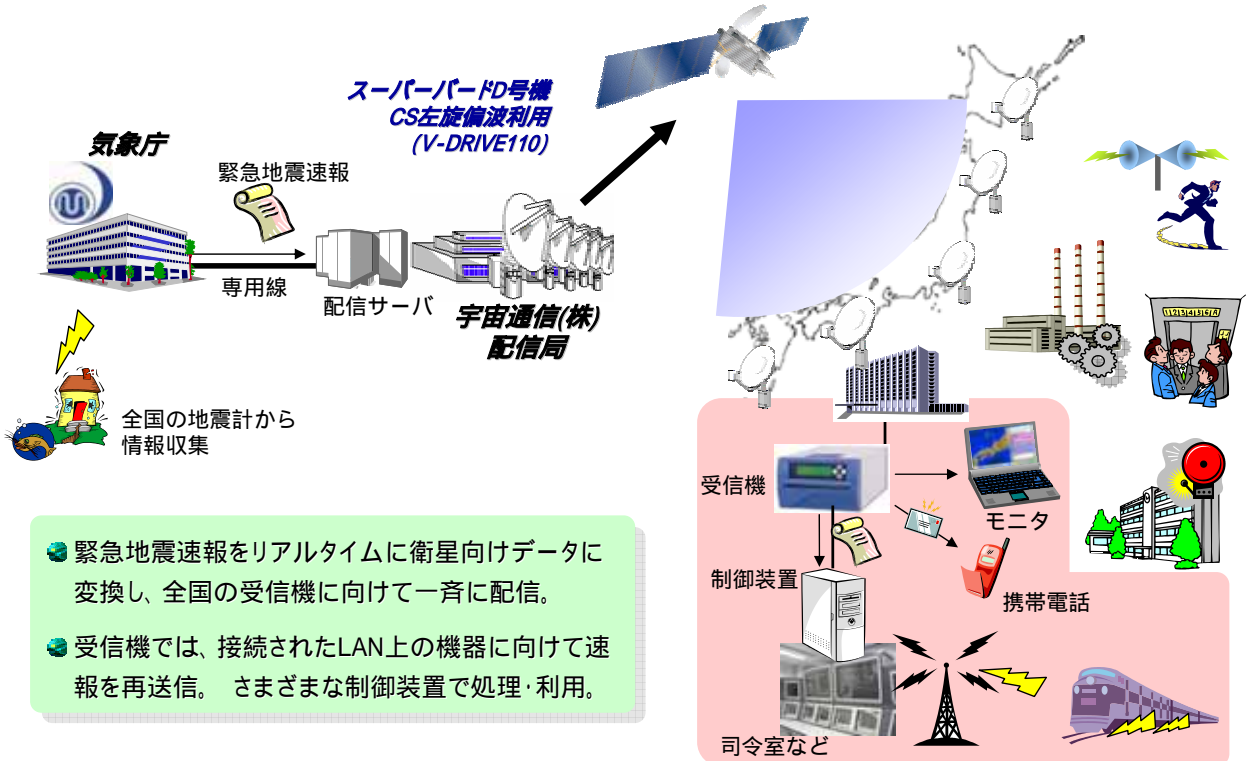 スーパーバードD号機
CS左旋偏波利用
(V-DRIVE110)
気象庁
緊急地震速報
専用線
配信サーバ
宇宙通信(株)
配信局
全国の地震計から
情報収集
受信機
モニタ
制御装置
携帯電話
司令室など
緊急地震速報をリアルタイムに衛星向けデータに
変換し、全国の受信機に向けて一斉に配信。
受信機では、接続されたLAN上の機器に向けて速
報を再送信。 さまざまな制御装置で処理・利用。